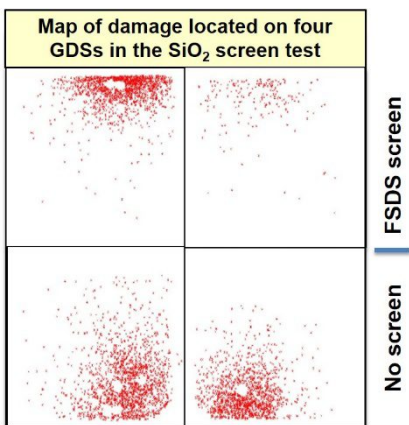 Map of damage located on four
GDSs in the SiO₂ screen test
FSDS screen
No screen